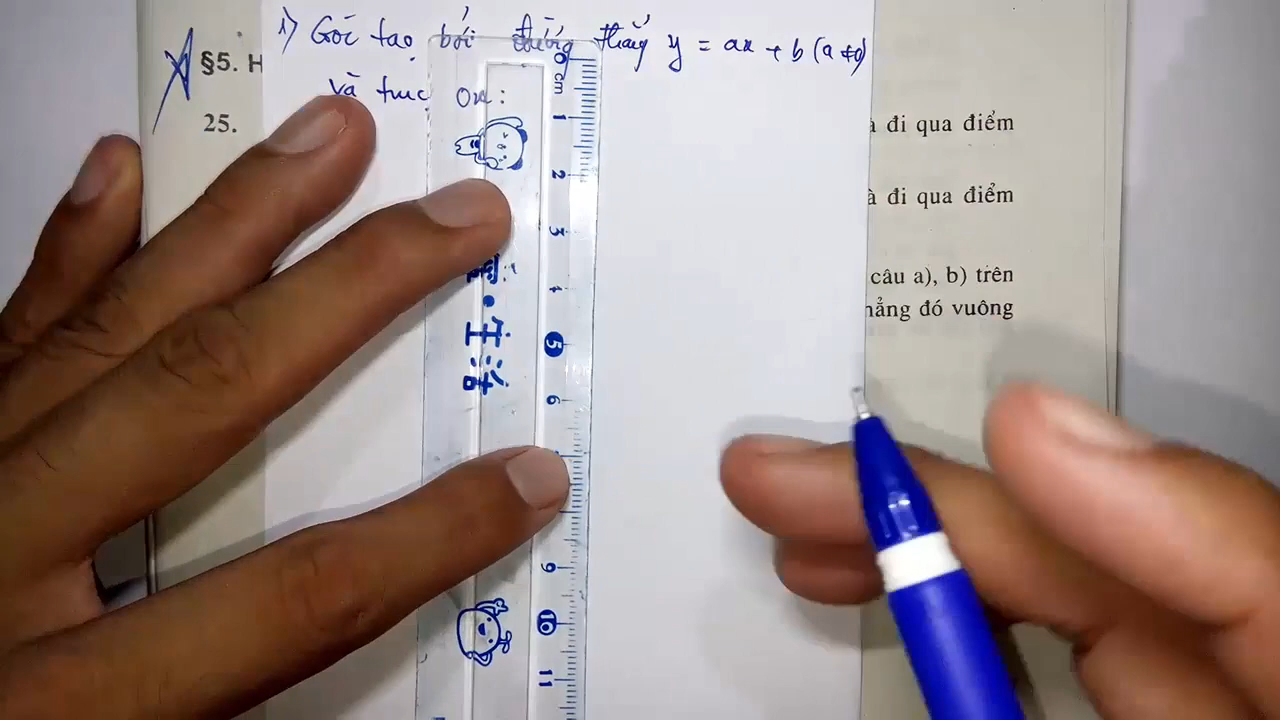 1) Góc tạo bởi đường thẳng y = ax + b (a ≠ 0)
và trục Ox:
§5. H
25.
à đi qua điểm
à đi qua điểm
câu a), b) trên
hẳng đó vuông
0 cm 1 2 3 4 5 6 9 10 11